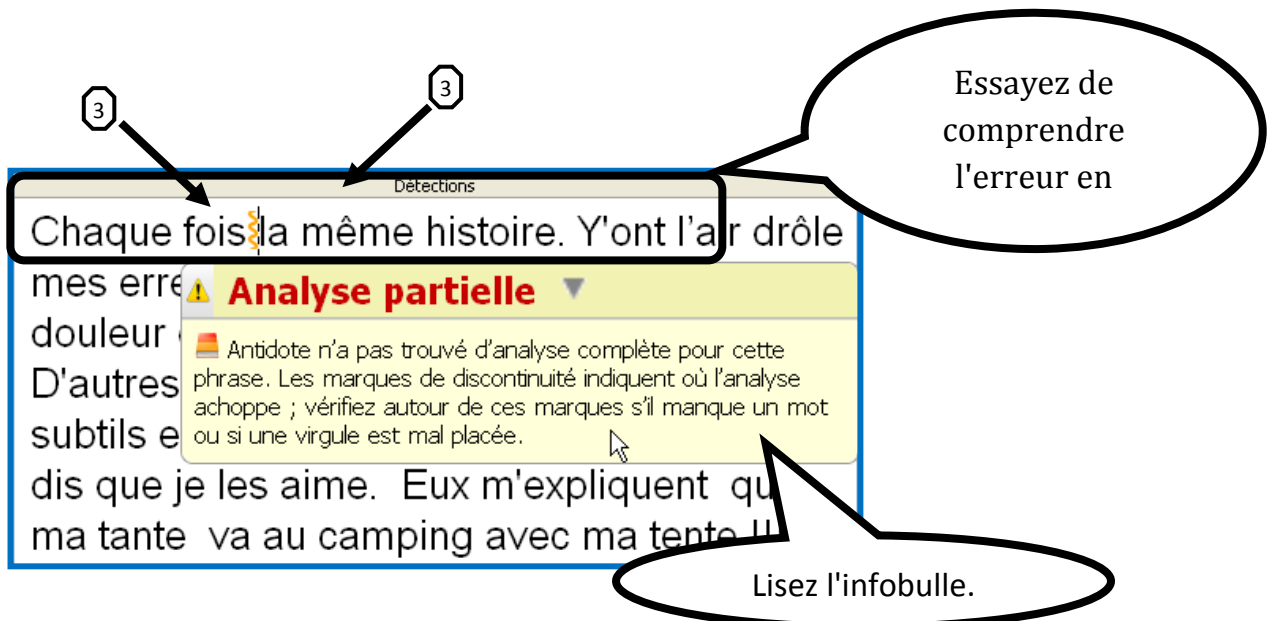 3
3
Essayez de
comprendre
l'erreur en
Détections
Chaque fois la même histoire. Y'ont l'air drôle
mes erre
Analyse partielle
douleur
Antidote n'a pas trouvé d'analyse complète pour cette
D'autres
phrase. Les marques de discontinuité indiquent où l'analyse
achoppe ; vérifiez autour de ces marques s'il manque un mot
subtils e
ou si une virgule est mal placée.
dis que je les aime. Eux m'expliquent qu
ma tante va au camping avec ma tente !!
Lisez l'infobulle.